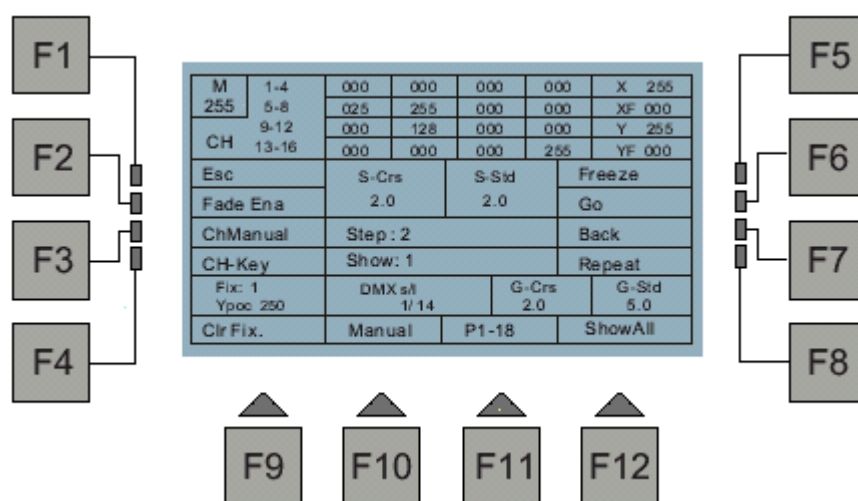 F1
F2
F3
F4
F5
F6
F7
F8
M 1-4 000 000 000 000 X 255
255 5-8 025 255 000 000 XF 000
CH 9-12 000 128 000 000 Y 255
13-16 000 000 000 255 YF 000
Esc S-Crs S-Std Freeze
Fade Ena 2.0 2.0 Go
ChManual Step: 2 Back
CH-Key Show: 1 Repeat
Fix: 1 DMX s/l G-Crs G-Std
Ypoc 250 1/14 2.0 5.0
Clr Fix. Manual P1-18 ShowAll
F9 F10 F11 F12